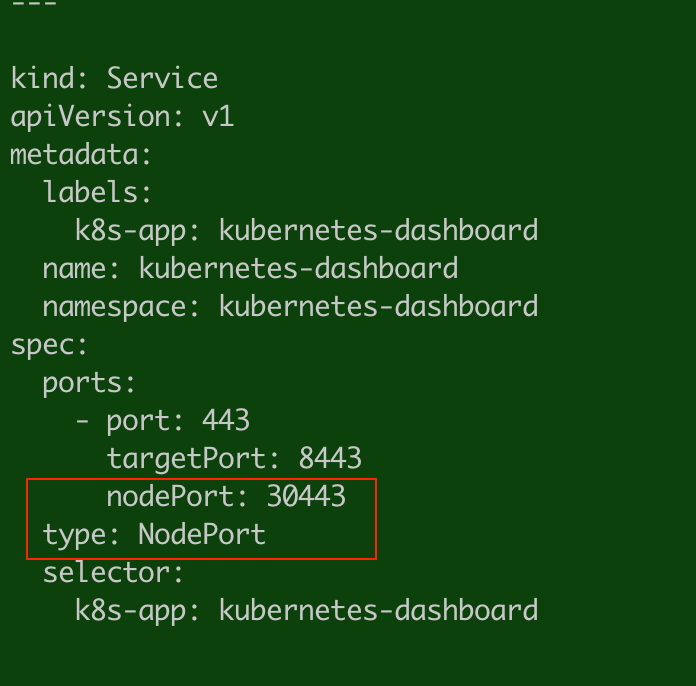 ---
kind: Service
apiVersion: v1
metadata:
  labels:
    k8s-app: kubernetes-dashboard
  name: kubernetes-dashboard
  namespace: kubernetes-dashboard
spec:
  ports:
    - port: 443
      targetPort: 8443
      nodePort: 30443
  type: NodePort
  selector:
    k8s-app: kubernetes-dashboard